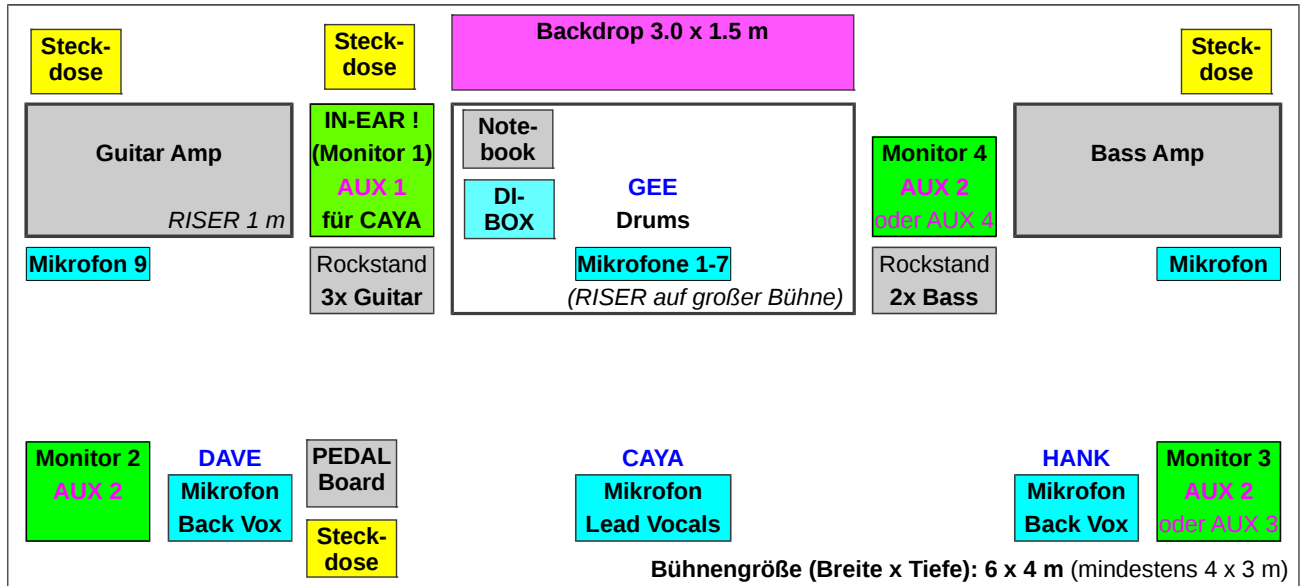 Steck-
dose
Steck-
dose
Backdrop 3.0 x 1.5 m
Steck-
dose
Guitar Amp
RISER 1 m
IN-EAR !
(Monitor 1)
AUX 1
für CAYA
Note-
book
DI-
BOX
GEE
Drums
Mikrofone 1-7
(RISER auf großer Bühne)
Monitor 4
AUX 2
oder AUX 4
Bass Amp
Mikrofon 9
Rockstand
3x Guitar
Rockstand
2x Bass
Mikrofon
Monitor 2
AUX 2
DAVE
Mikrofon
Back Vox
PEDAL
Board
Steck-
dose
CAYA
Mikrofon
Lead Vocals
HANK
Mikrofon
Back Vox
Monitor 3
AUX 2
oder AUX 3
Bühnengröße (Breite x Tiefe): 6 x 4 m (mindestens 4 x 3 m)